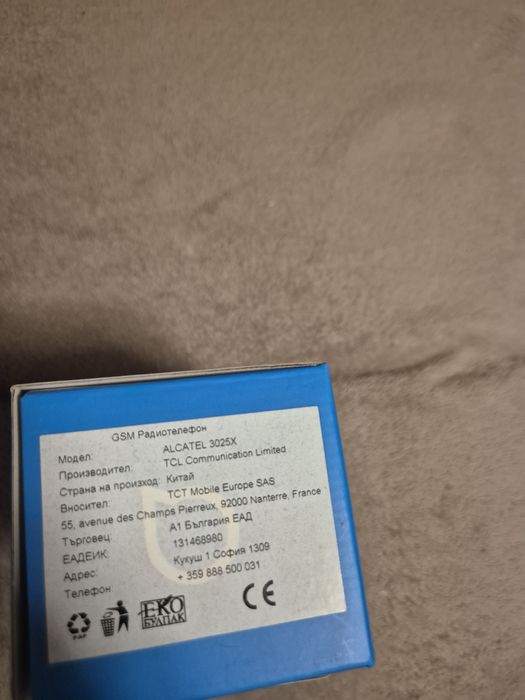 GSM Радиотелефон
Модел: ALCATEL 3025X
Производител: TCL Communication Limited
Страна на произход: Китай
Вносител: TCT Mobile Europe SAS
55, avenue des Champs Pierreux, 92000 Nanterre, France
Търговец: А1 България ЕАД
ЕАДЕИК: 131468980
Адрес: Кукуш 1 София 1309
Телефон: + 359 888 500 031
PAP
ЕКО
БУЛПАК
CE